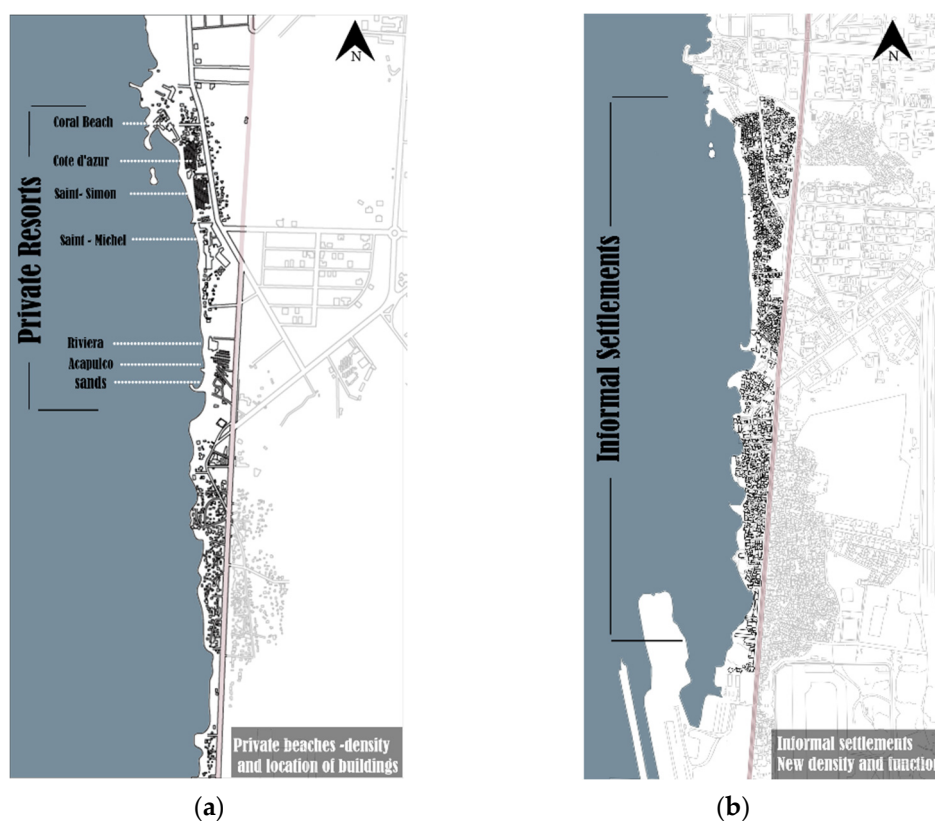 N
Private Resorts
Coral Beach
Cote d'azur
Saint- Simon
Saint - Michel
Riviera
Acapulco
sands
Private beaches -density
and location of buildings
(a)
N
Informal Settlements
Informal settlements
New density and function
(b)